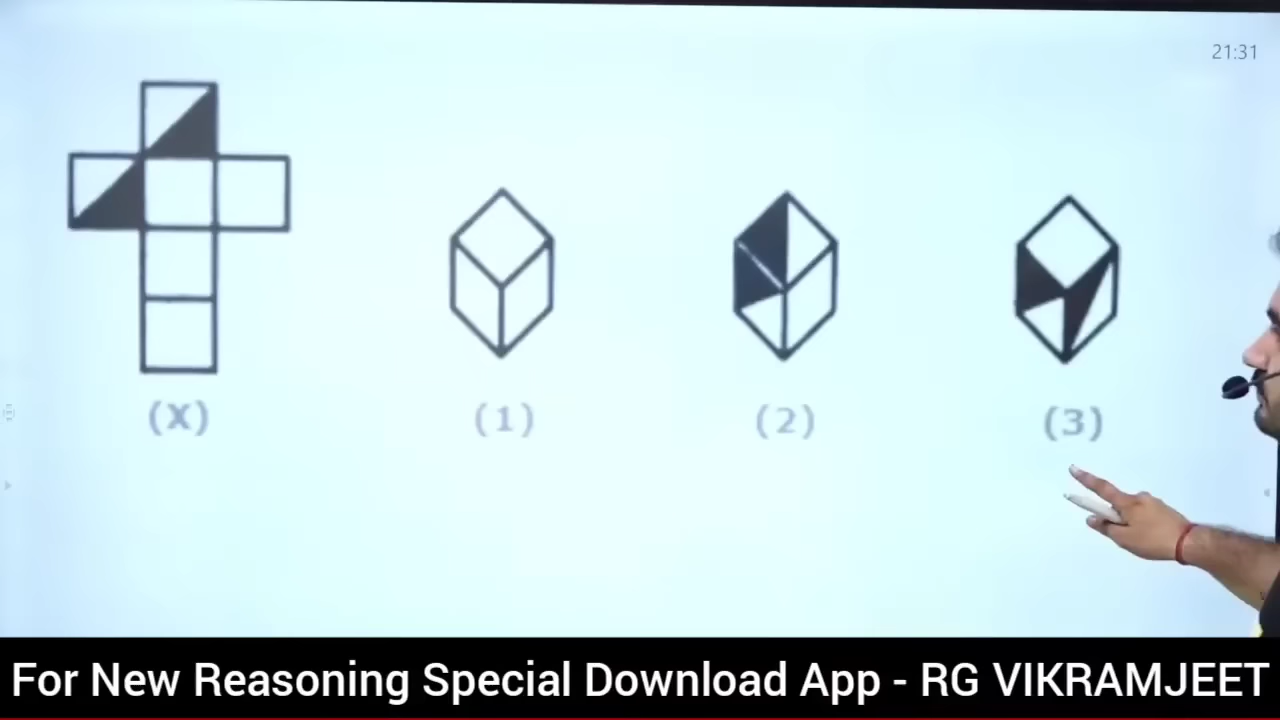 21:31
(X)
(1)
(2)
(3)
For New Reasoning Special Download App - RG VIKRAMJEET